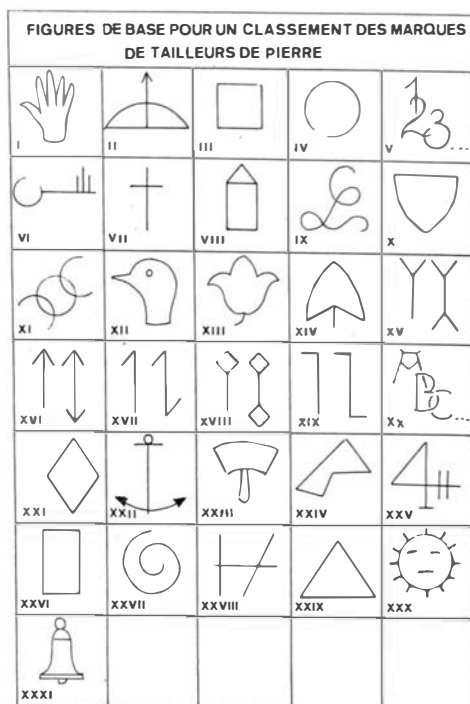 FIGURES DE BASE POUR UN CLASSEMENT DES MARQUES
DE TAILLEURS DE PIERRE
I II III IV V 123...
VI VII VIII IX X
XI XII XIII XIV XV
XVI XVII XVIII XIX XX ABC...
XXI XXII XXIII XXIV XXV
XXVI XXVII XXVIII XXIX XXX
XXXI